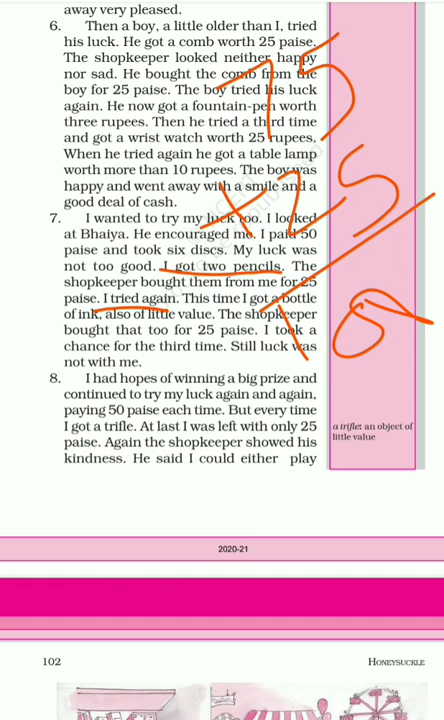 away very pleased.
6. Then a boy, a little older than I, tried
his luck. He got a comb worth 25 paise.
The shopkeeper looked neither happy
nor sad. He bought the comb from the
boy for 25 paise. The boy tried his luck
again. He now got a fountain-pen worth
three rupees. Then he tried a third time
and got a wrist watch worth 25 rupees.
When he tried again he got a table lamp
worth more than 10 rupees. The boy was
happy and went away with a smile and a
good deal of cash.
7. I wanted to try my luck too. I looked
at Bhaiya. He encouraged me. I paid 50
paise and took six discs. My luck was
not too good. I got two pencils. The
shopkeeper bought them from me for 25
paise. I tried again. This time I got a bottle
of ink, also of little value. The shopkeeper
bought that too for 25 paise. I took a
chance for the third time. Still luck was
not with me.
8. I had hopes of winning a big prize and
continued to try my luck again and again,
paying 50 paise each time. But every time
I got a trifle. At last I was left with only 25
paise. Again the shopkeeper showed his
kindness. He said I could either play
a trifle: an object of
little value
75
+25
2020-21
102 HONEYSUCKLE